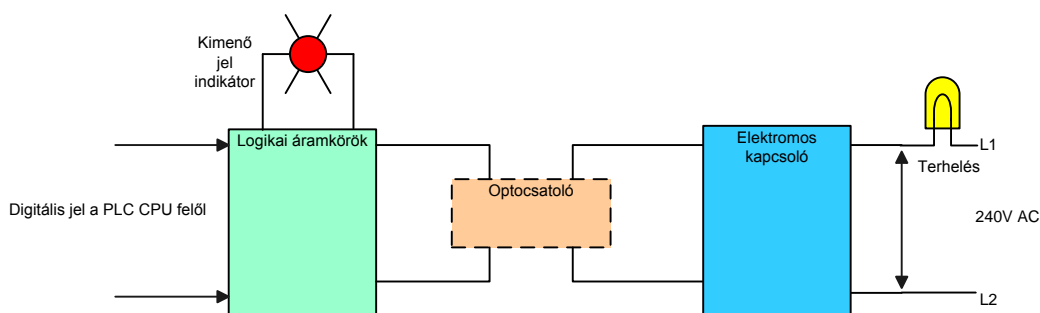 Kimenő
jel
indikátor
Logikai áramkörök
Elektromos
kapcsoló
L1
Terhelés
Optocsatoló
Digitális jel a PLC CPU felől
240V AC
L2